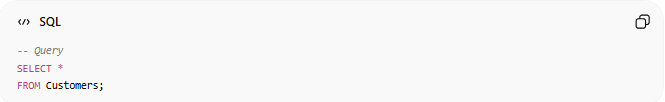 SQL
-- Query
SELECT *
FROM Customers;